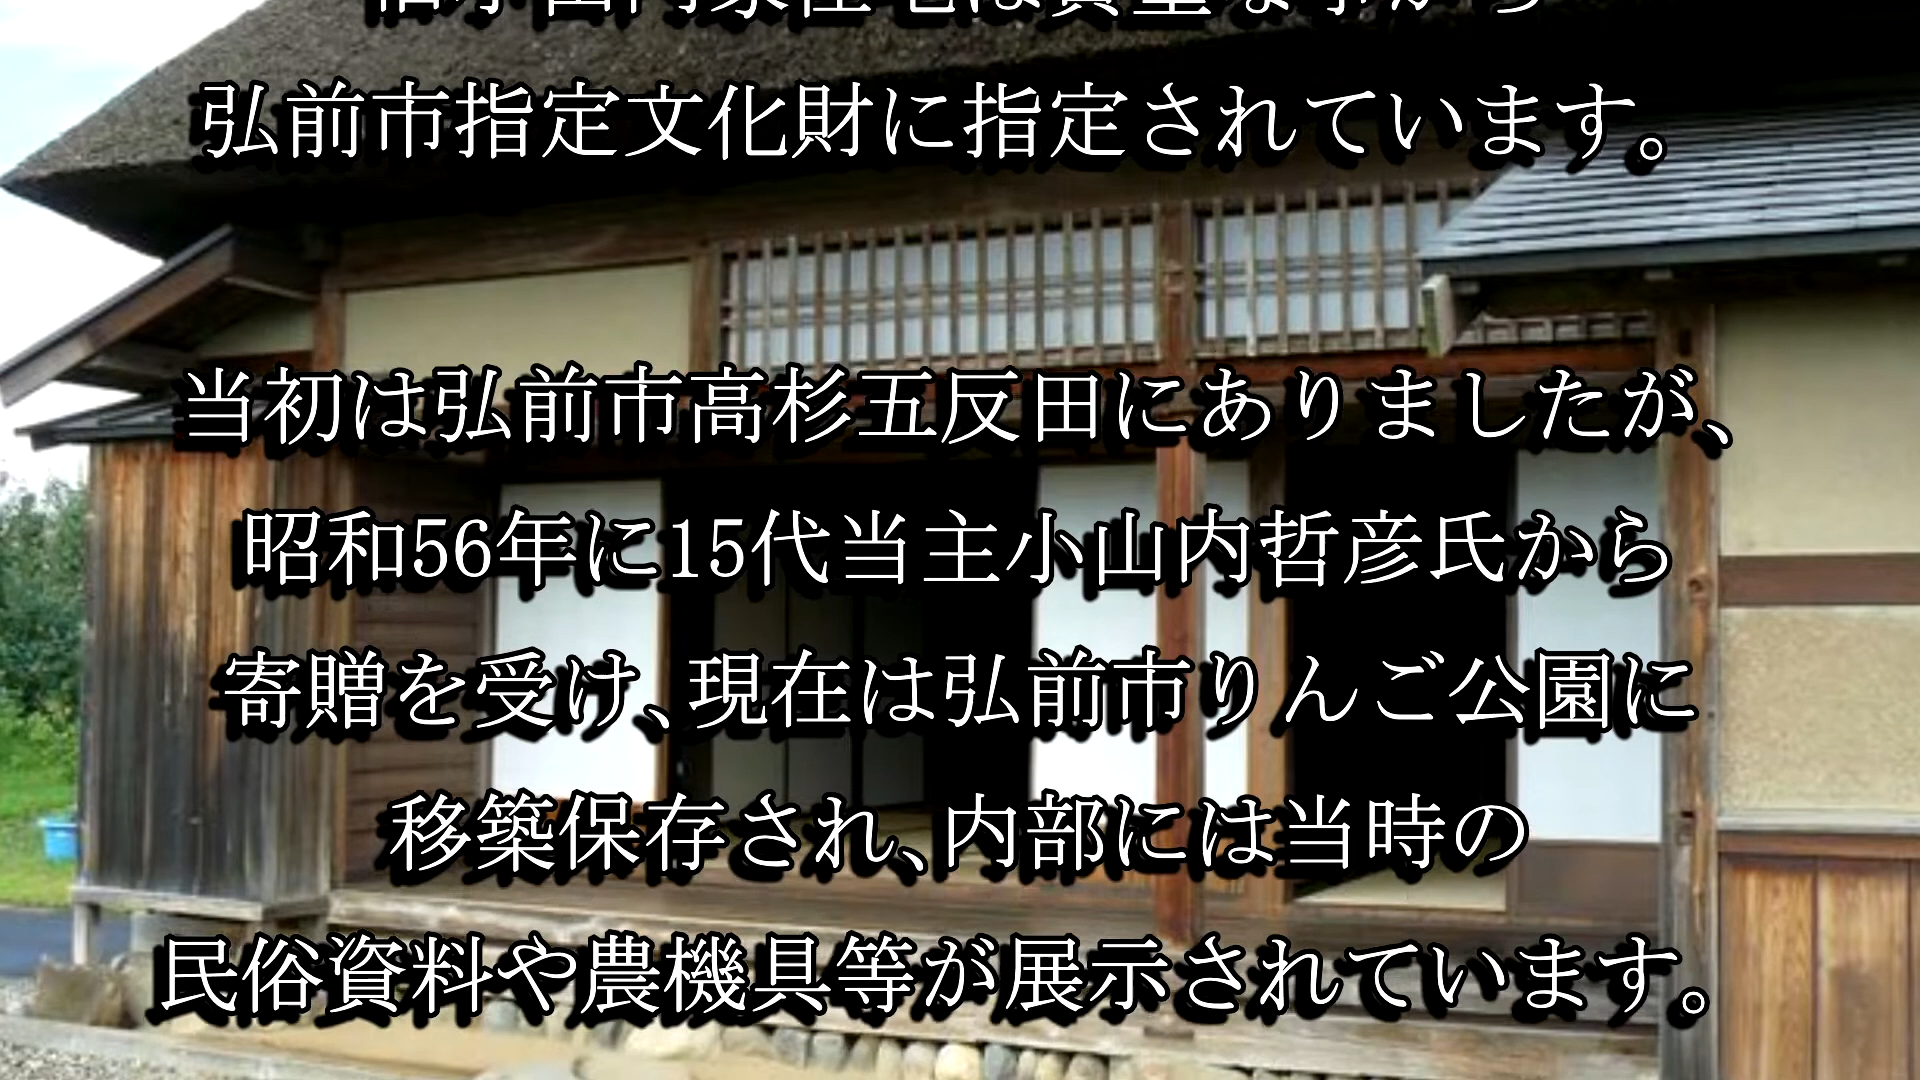 弘前市指定文化財に指定されています。
当初は弘前市高杉五反田にありましたが、
昭和56年に15代当主小山内哲彦氏から
寄贈を受け、現在は弘前市りんご公園に
移築保存され、内部には当時の
民俗資料や農機具等が展示されています。